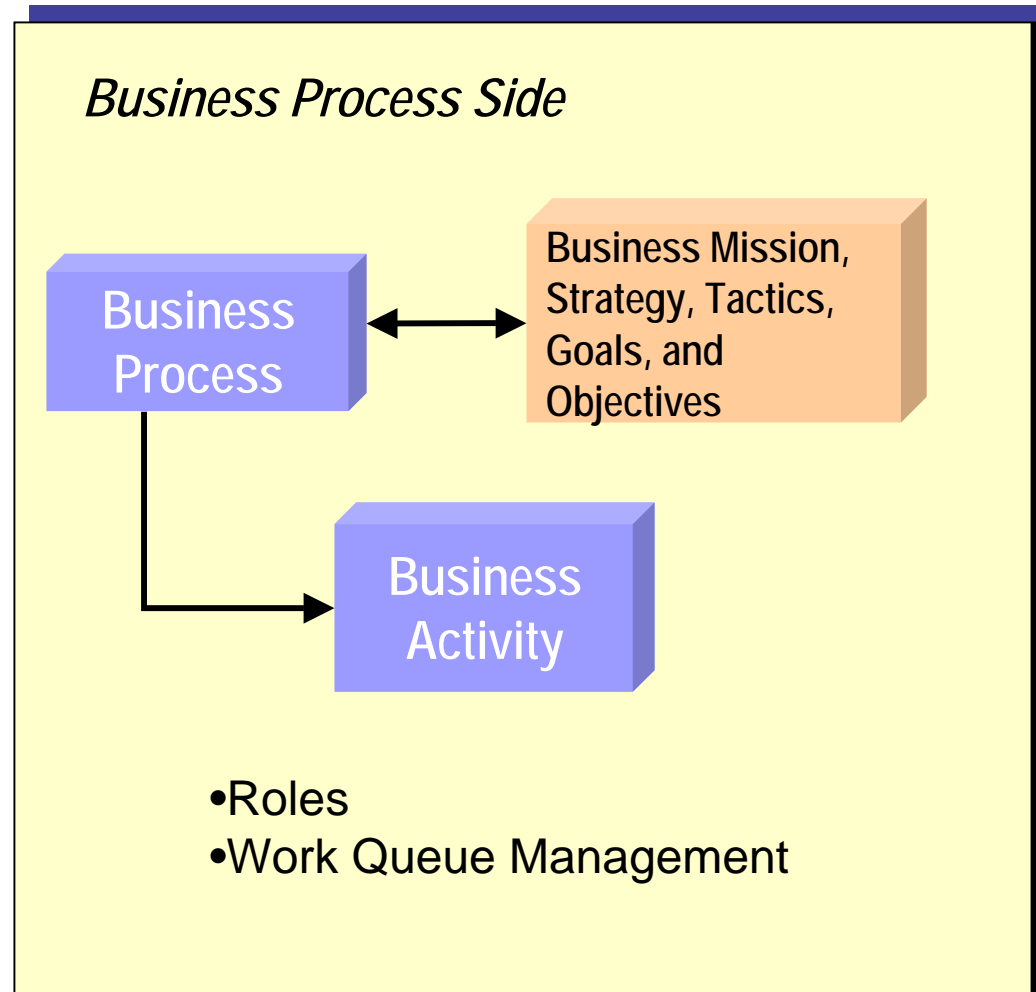 Business Process Side
Business
Process
Business Mission,
Strategy, Tactics,
Goals, and
Objectives
Business
Activity
•Roles
•Work Queue Management